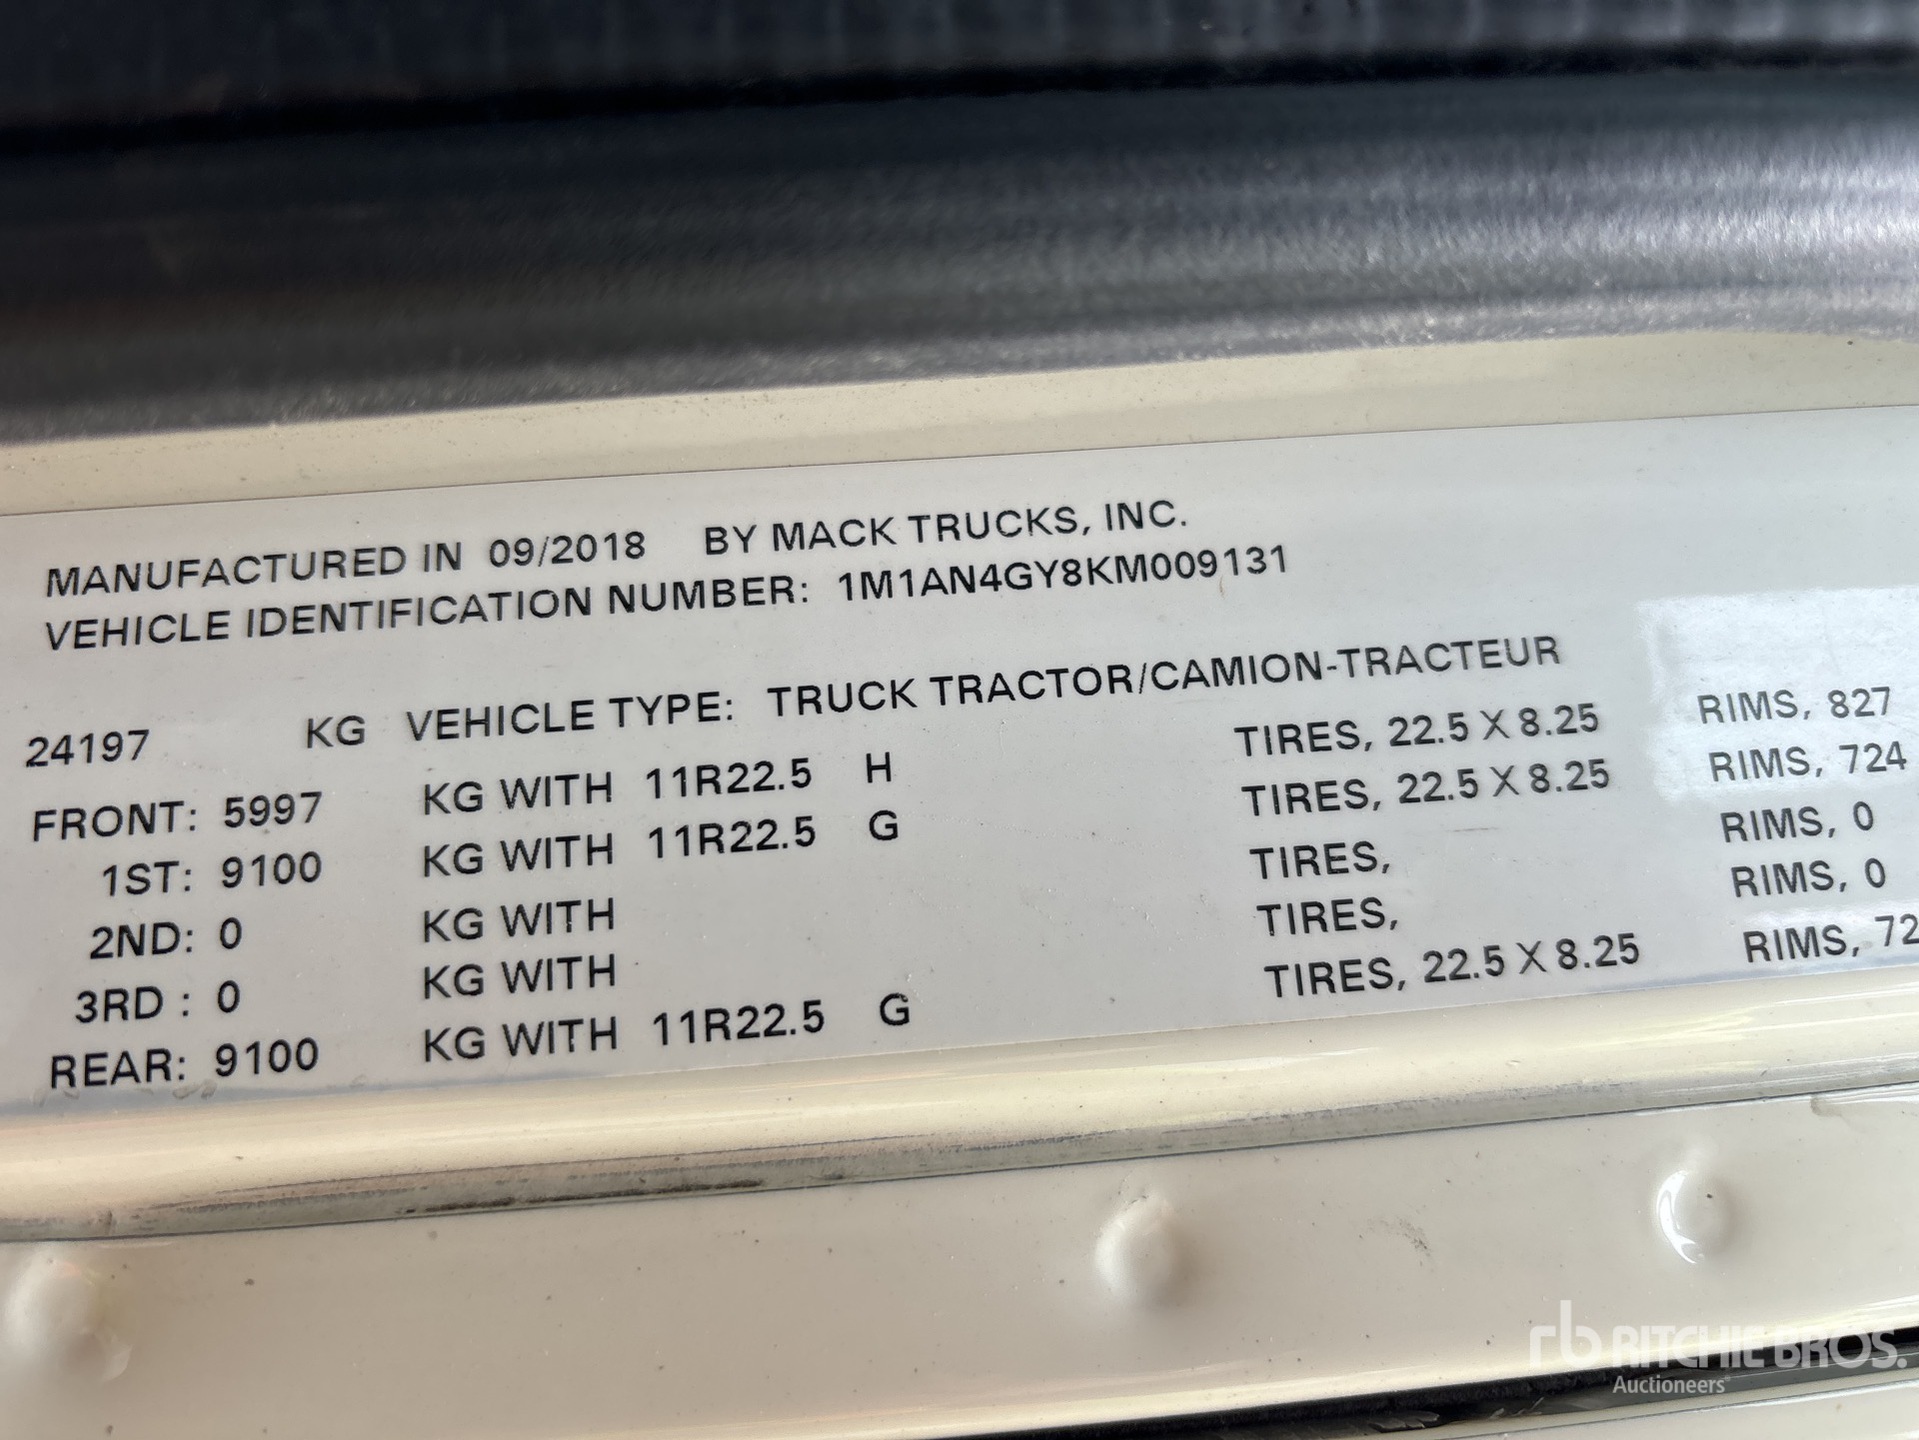 MANUFACTURED IN 09/2018 BY MACK TRUCKS, INC.
VEHICLE IDENTIFICATION NUMBER: 1M1AN4GY8KM009131
24197 KG VEHICLE TYPE: TRUCK TRACTOR/CAMION-TRACTEUR
FRONT: 5997 KG WITH 11R22.5 H TIRES, 22.5 X 8.25 RIMS, 827
1ST: 9100 KG WITH 11R22.5 G TIRES, 22.5 X 8.25 RIMS, 724
2ND: 0 KG WITH TIRES, RIMS, 0
3RD : 0 KG WITH TIRES, RIMS, 0
REAR: 9100 KG WITH 11R22.5 G TIRES, 22.5 X 8.25 RIMS, 72
rb RITCHIE BROS.
Auctioneers